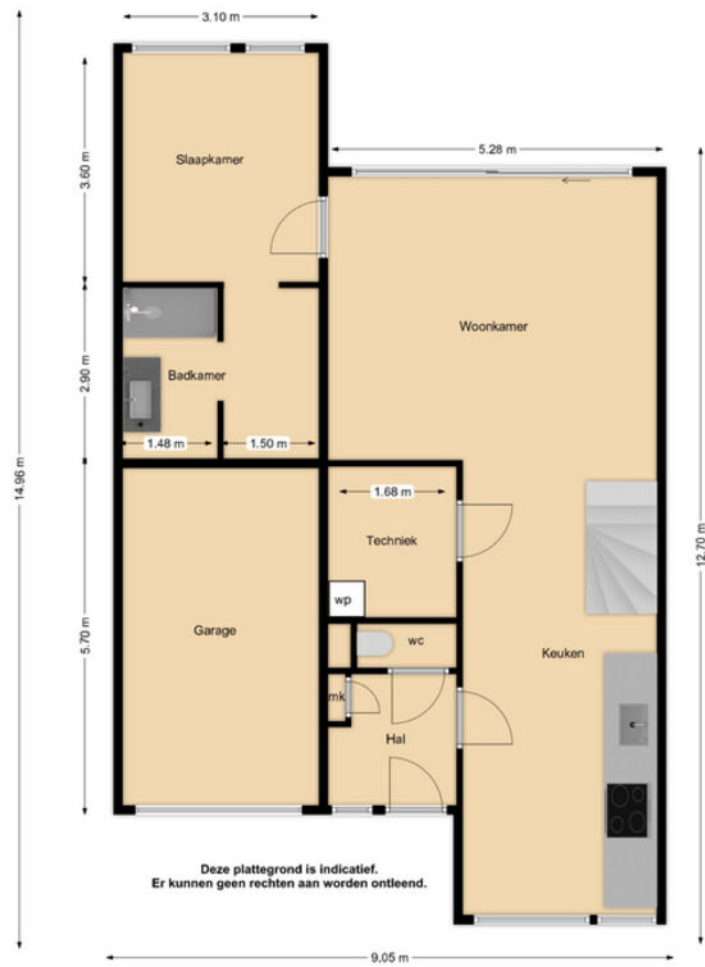 3.10 m
5.28 m
Slaapkamer
3.60 m
Woonkamer
2.90 m
Badkamer
1.48 m
1.50 m
14.96 m
1.68 m
12.70 m
Techniek
wp
Garage
wc
5.70 m
Keuken
mk
Hal
Deze plattegrond is indicatief.
Er kunnen geen rechten aan worden ontleend.
9,05 m